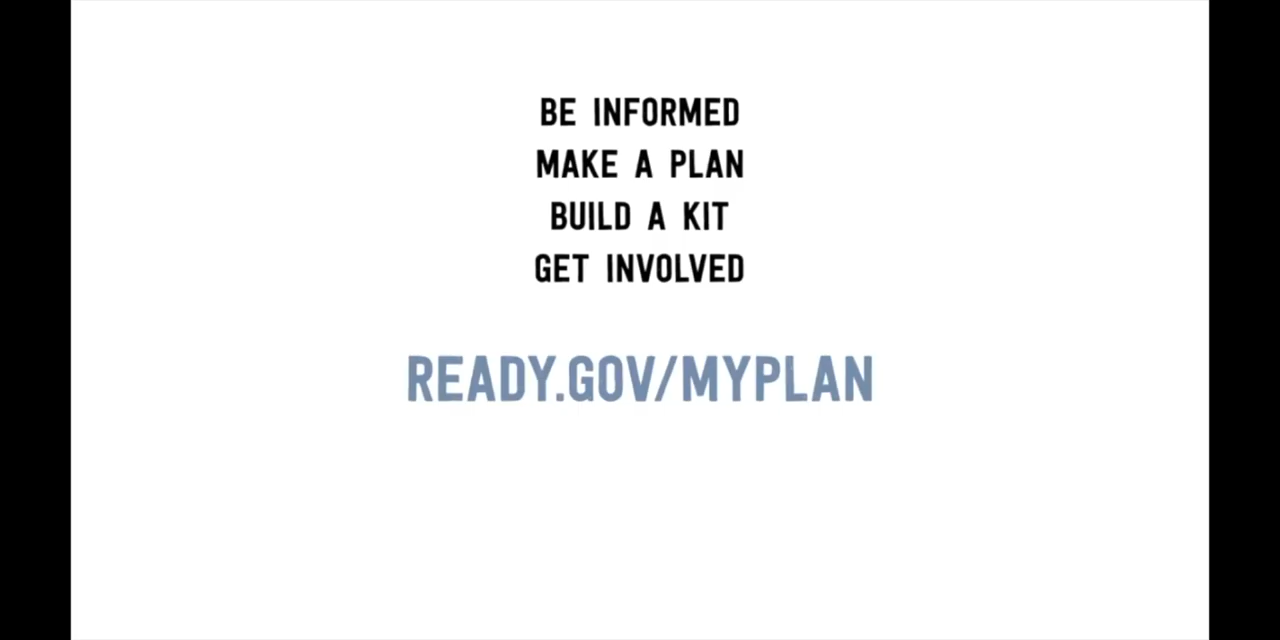 BE INFORMED
MAKE A PLAN
BUILD A KIT
GET INVOLVED
READY.GOV/MYPLAN